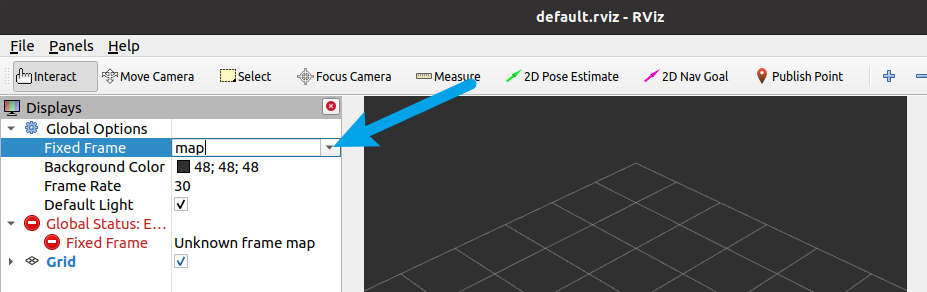 default.rviz - RViz
File Panels Help
Interact Move Camera Select Focus Camera Measure 2D Pose Estimate 2D Nav Goal Publish Point
Displays
Global Options
Fixed Frame map
Background Color 48; 48; 48
Frame Rate 30
Default Light
Global Status: E...
Fixed Frame Unknown frame map
Grid